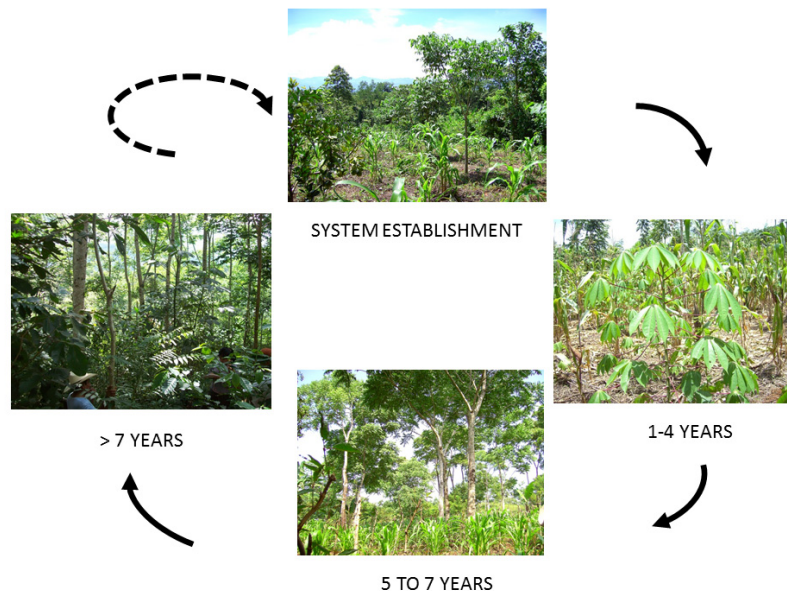 SYSTEM ESTABLISHMENT
1-4 YEARS
5 TO 7 YEARS
> 7 YEARS